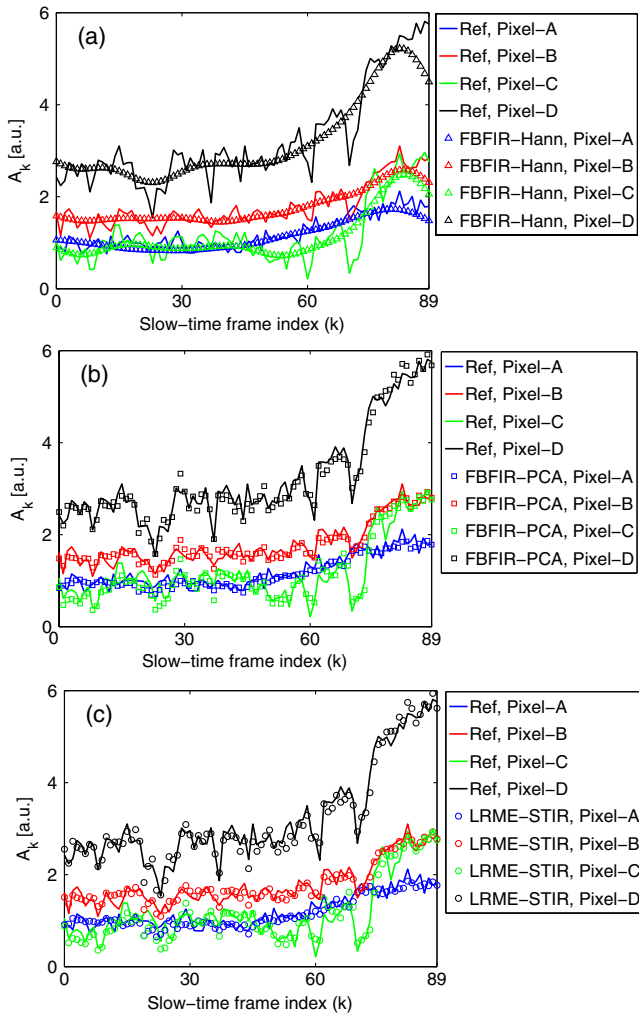 (a)
A_k [a.u.]
6
4
2
0
0 30 60 89
Slow−time frame index (k)
Ref, Pixel−A
Ref, Pixel−B
Ref, Pixel−C
Ref, Pixel−D
FBFIR−Hann, Pixel−A
FBFIR−Hann, Pixel−B
FBFIR−Hann, Pixel−C
FBFIR−Hann, Pixel−D
(b)
A_k [a.u.]
6
4
2
0
0 30 60 89
Slow−time frame index (k)
Ref, Pixel−A
Ref, Pixel−B
Ref, Pixel−C
Ref, Pixel−D
FBFIR−PCA, Pixel−A
FBFIR−PCA, Pixel−B
FBFIR−PCA, Pixel−C
FBFIR−PCA, Pixel−D
(c)
A_k [a.u.]
6
4
2
0
0 30 60 89
Slow−time frame index (k)
Ref, Pixel−A
Ref, Pixel−B
Ref, Pixel−C
Ref, Pixel−D
LRME−STIR, Pixel−A
LRME−STIR, Pixel−B
LRME−STIR, Pixel−C
LRME−STIR, Pixel−D